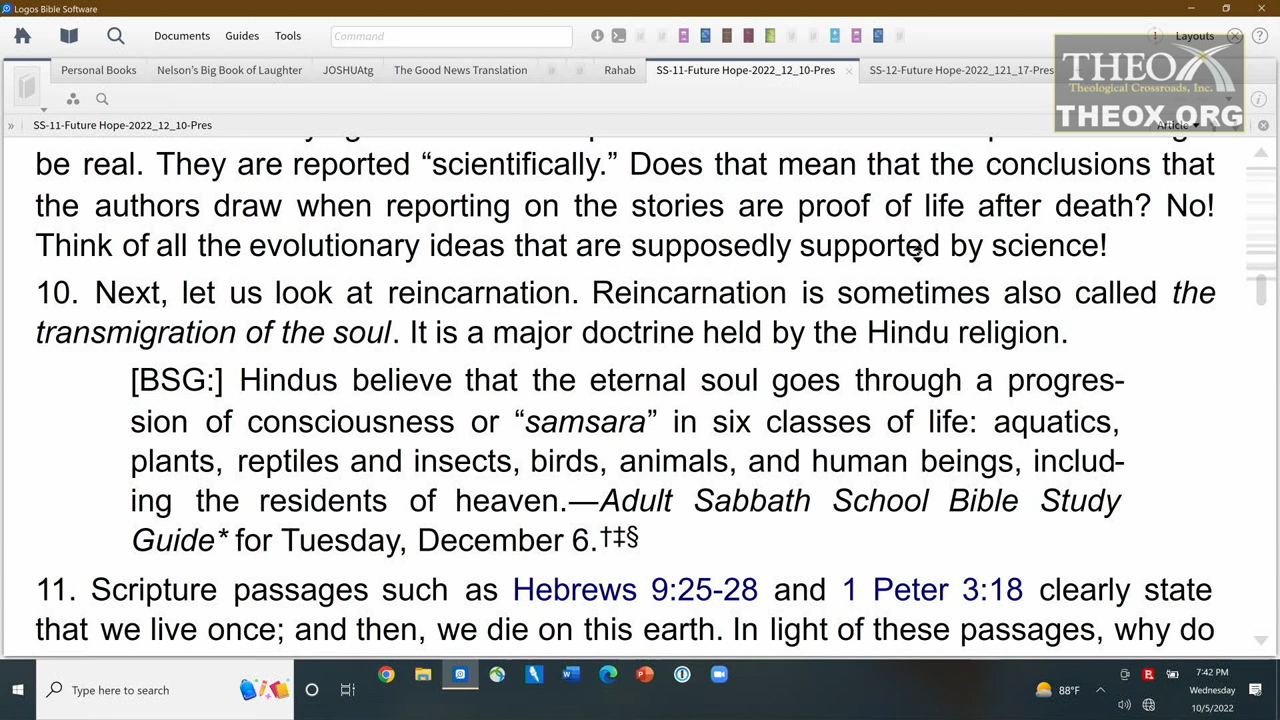 Logos Bible Software
Documents Guides Tools Command Layouts
Personal Books Nelson's Big Book of Laughter JOSHUAtg The Good News Translation Rahab SS-11-Future Hope-2022_12_10-Pres SS-12-Future Hope-2022_121_17-Pres
THEOX
Theological Crossroads, Inc.
THEOX.ORG
SS-11-Future Hope-2022_12_10-Pres Article
be real. They are reported “scientifically.” Does that mean that the conclusions that
the authors draw when reporting on the stories are proof of life after death? No!
Think of all the evolutionary ideas that are supposedly supported by science!
10. Next, let us look at reincarnation. Reincarnation is sometimes also called the
transmigration of the soul. It is a major doctrine held by the Hindu religion.
[BSG:] Hindus believe that the eternal soul goes through a progres-
sion of consciousness or “samsara” in six classes of life: aquatics,
plants, reptiles and insects, birds, animals, and human beings, includ-
ing the residents of heaven.—Adult Sabbath School Bible Study
Guide* for Tuesday, December 6.†‡§
11. Scripture passages such as Hebrews 9:25-28 and 1 Peter 3:18 clearly state
that we live once; and then, we die on this earth. In light of these passages, why do
Type here to search
88°F
7:42 PM
Wednesday
10/5/2022